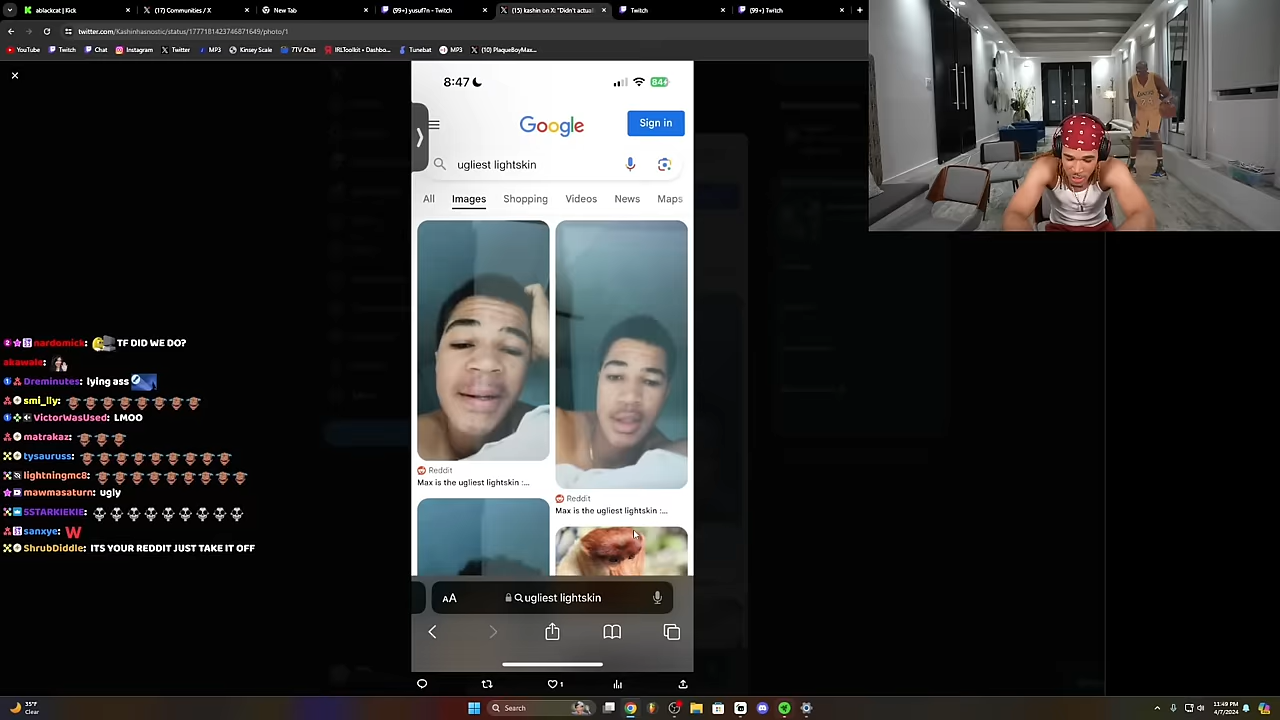 ablackcat | Kick
(17) Communities / X
New Tab
(99+) yusuf7n - Twitch
(15) kashin on X: "Didn't actual
Twitch
(99+) Twitch
twitter.com/Kashinhasnostic/status/1777181423746871649/photo/1
YouTube
Twitch
Chat
Instagram
Twitter
MP3
Kinsey Scale
7TV Chat
IRLToolkit - Dashbo...
Tunebat
MP3
(10) PlaqueBoyMax...
8:47
84
Google
Sign in
ugliest lightskin
All
Images
Shopping
Videos
News
Maps
Reddit
Max is the ugliest lightskin :...
Reddit
Max is the ugliest lightskin :...
AA
ugliest lightskin
1
nardomick: TF DID WE DO?
akawale:
Dreminutes: lying ass
smi_lly:
VictorWasUsed: LMOO
matrakaz:
tysauruss:
lightningmc8:
mawmasaturn: ugly
5STARKIEKIE:
sanxye: W
ShrubDiddle: ITS YOUR REDDIT JUST TAKE IT OFF
35°F
Clear
Search
11:49 PM
4/7/2024